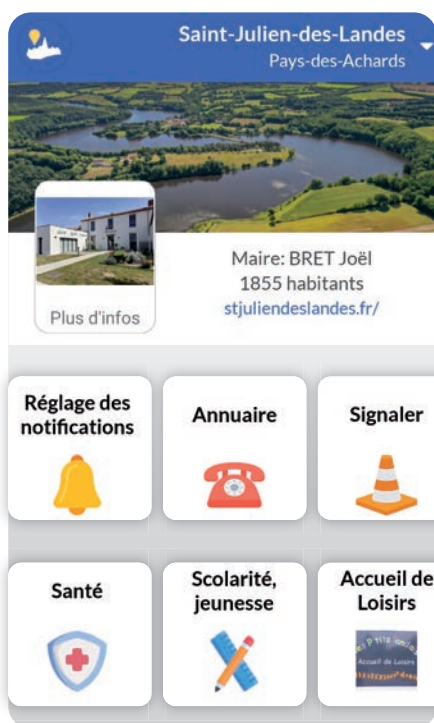 Saint-Julien-des-Landes
Pays-des-Achards
Maire: BRET Joël
1855 habitants
stjuliendeslandes.fr/
Plus d'infos
Réglage des
notifications
Annuaire
Signaler
Santé
Scolarité,
jeunesse
Accueil de
Loisirs
Accueil de Loisirs